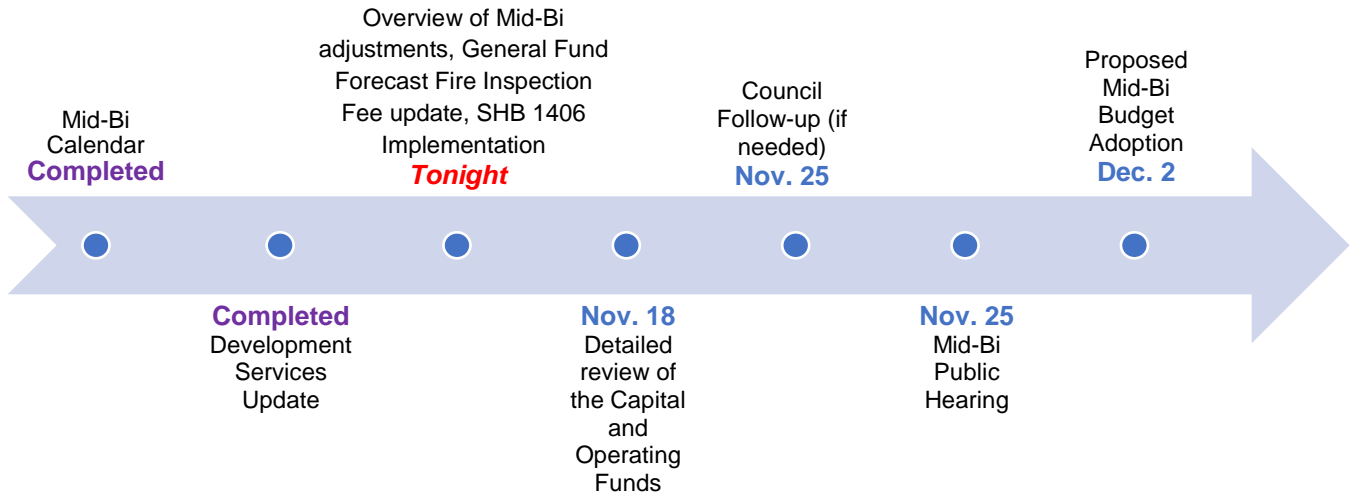 Mid-Bi
Calendar
Completed
Completed
Development
Services
Update
Overview of Mid-Bi
adjustments, General Fund
Forecast Fire Inspection
Fee update, SHB 1406
Implementation
Tonight
Nov. 18
Detailed
review of
the Capital
and
Operating
Funds
Council
Follow-up (if
needed)
Nov. 25
Nov. 25
Mid-Bi
Public
Hearing
Proposed
Mid-Bi
Budget
Adoption
Dec. 2